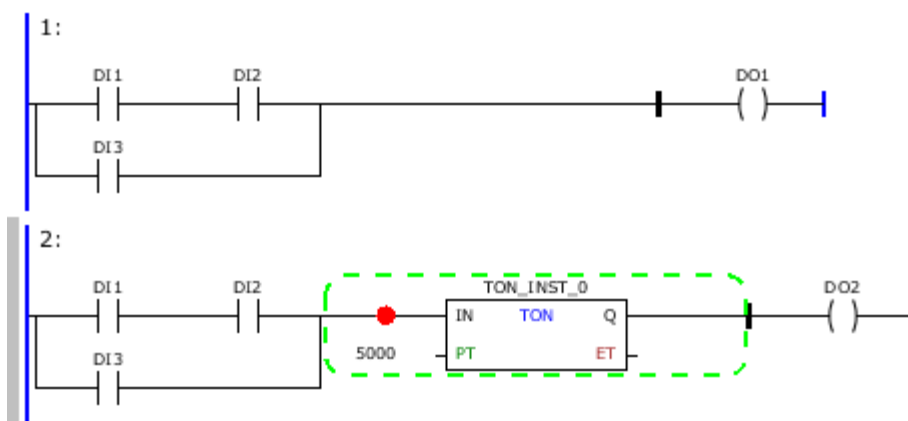 1:
DI1 DI2 DO1
DI3
2:
TON_INST_0
DI1 DI2 DO2
IN TON Q
5000 PT ET
DI3